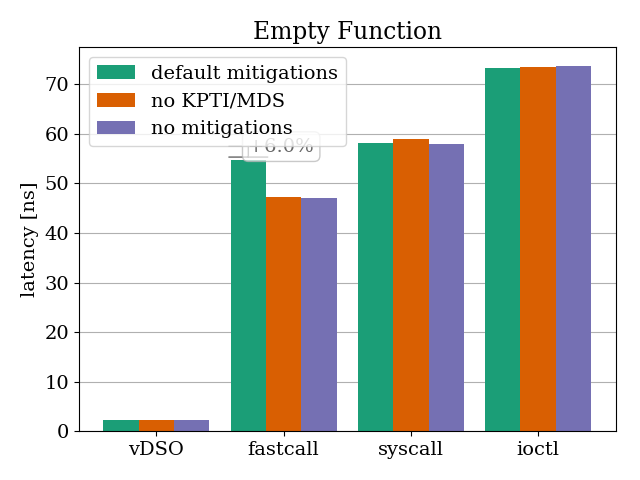 Empty Function
default mitigations
no KPTI/MDS
no mitigations
+6.0%
latency [ns]
70
60
50
40
30
20
10
0
vDSO
fastcall
syscall
ioctl